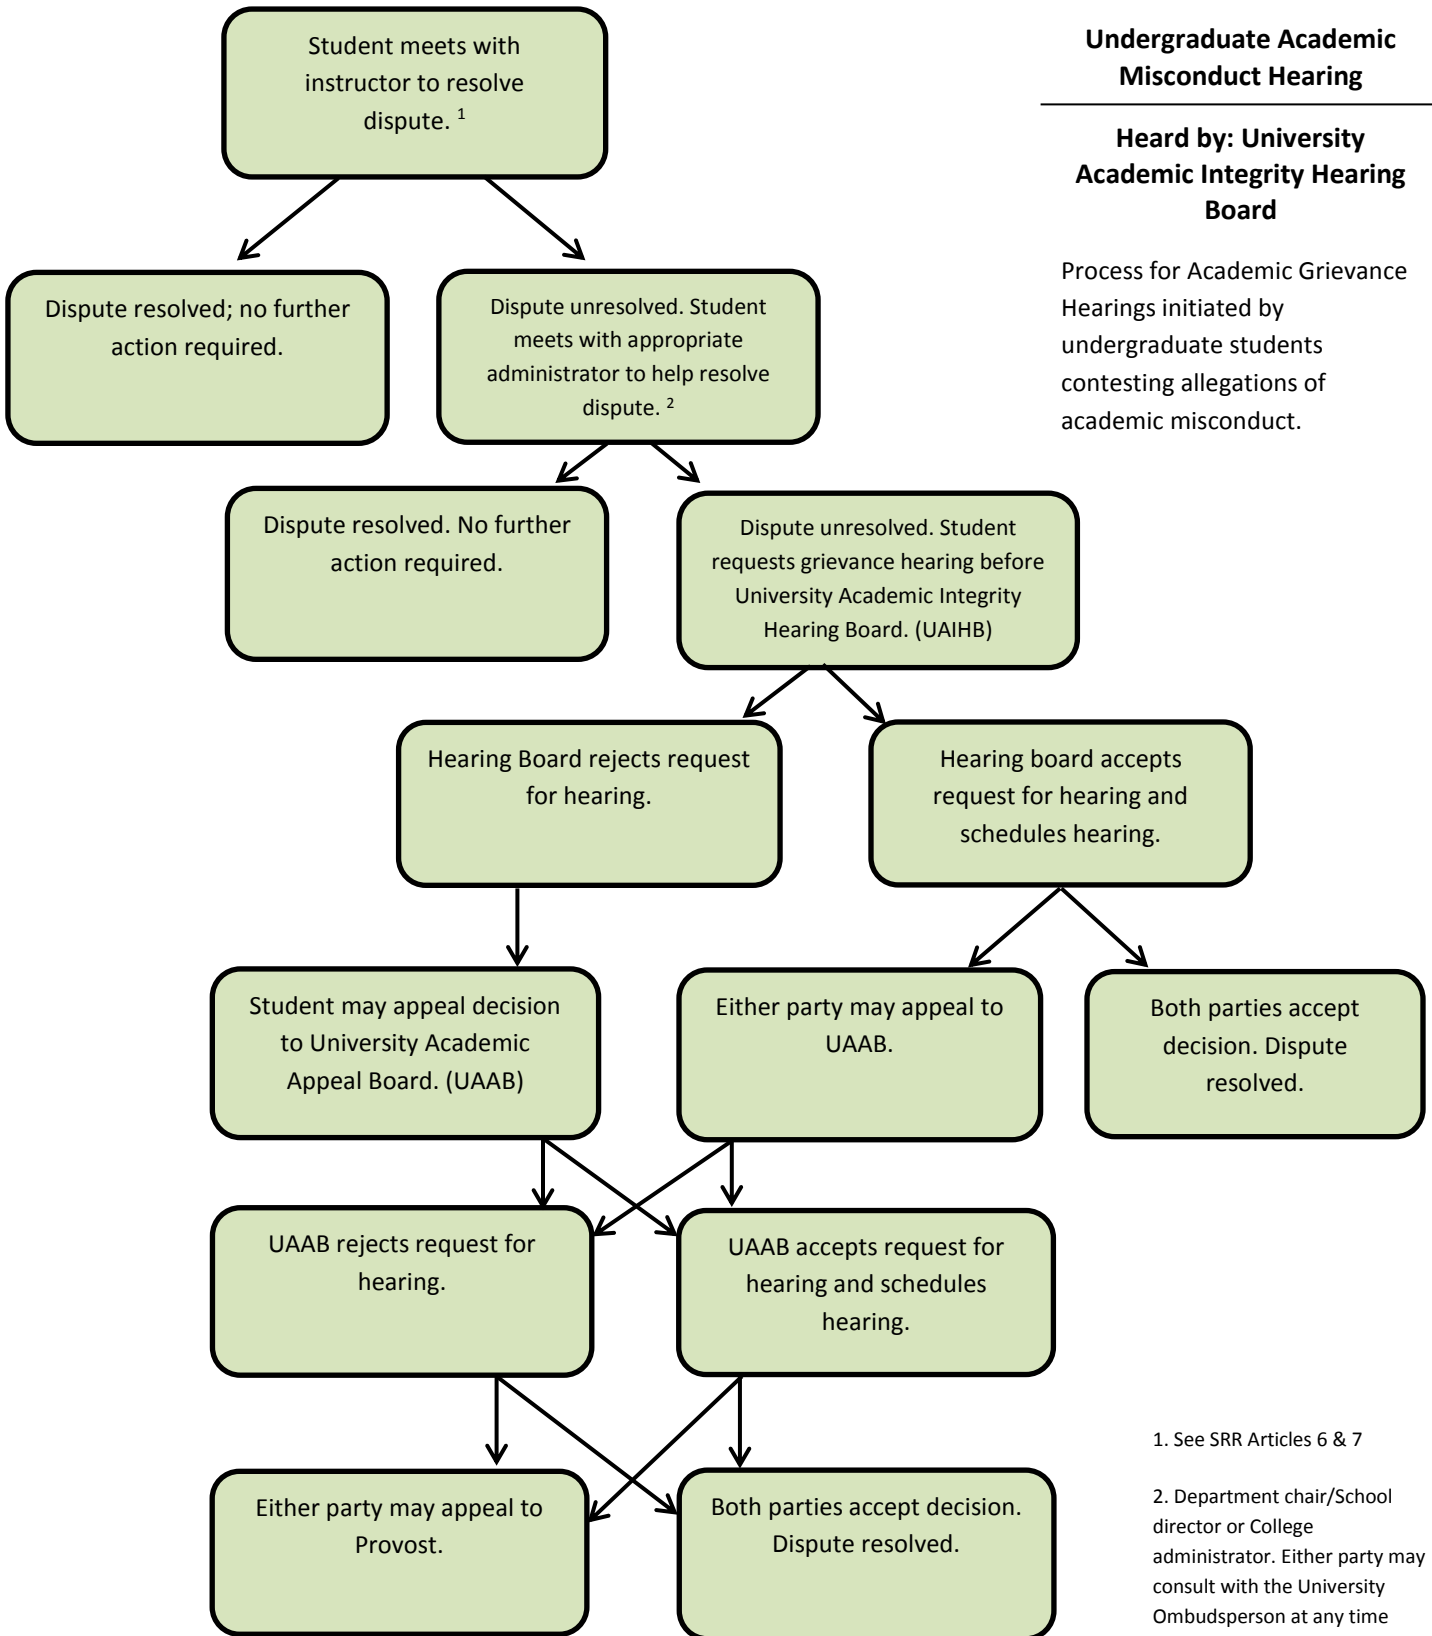 Student meets with
instructor to resolve
dispute. 1
Undergraduate Academic
Misconduct Hearing
Heard by: University
Academic Integrity Hearing
Board
Process for Academic Grievance
Hearings initiated by
undergraduate students
contesting allegations of
academic misconduct.
Dispute resolved; no further
action required.
Dispute unresolved. Student
meets with appropriate
administrator to help resolve
dispute. 2
Dispute resolved. No further
action required.
Dispute unresolved. Student
requests grievance hearing before
University Academic Integrity
Hearing Board. (UAIHB)
Hearing Board rejects request
for hearing.
Hearing board accepts
request for hearing and
schedules hearing.
Student may appeal decision
to University Academic
Appeal Board. (UAAB)
Either party may appeal to
UAAB.
Both parties accept
decision. Dispute
resolved.
UAAB rejects request for
hearing.
UAAB accepts request for
hearing and schedules
hearing.
Either party may appeal to
Provost.
Both parties accept decision.
Dispute resolved.
1. See SRR Articles 6 & 7
2. Department chair/School
director or College
administrator. Either party may
consult with the University
Ombudsperson at any time